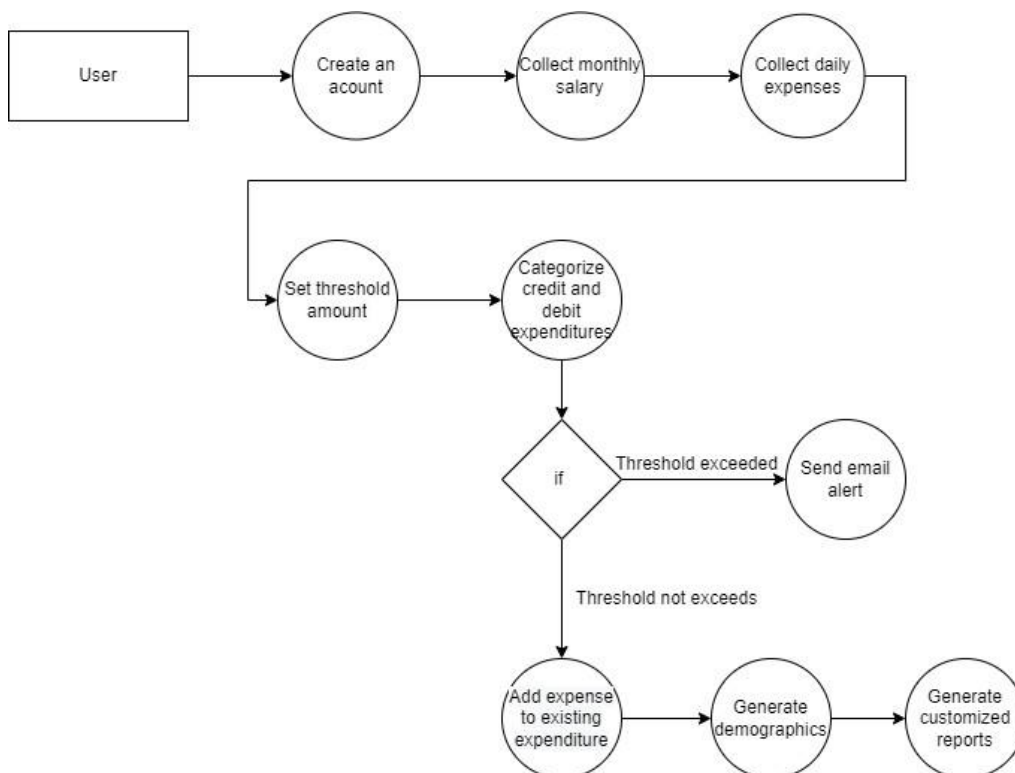 User
Create an
acount
Collect monthly
salary
Collect daily
expenses
Set threshold
amount
Categorize
credit and
debit
expenditures
if
Threshold exceeded
Send email
alert
Threshold not exceeds
Add expense
to existing
expenditure
Generate
demographics
Generate
customized
reports